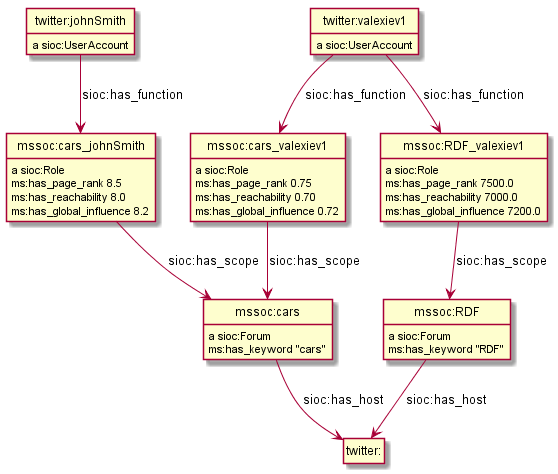 twitter:johnSmith
a sioc:UserAccount
twitter:valexiev1
a sioc:UserAccount
sioc:has_function
sioc:has_function
sioc:has_function
mssoc:cars_johnSmith
a sioc:Role
ms:has_page_rank 8.5
ms:has_reachability 8.0
ms:has_global_influence 8.2
mssoc:cars_valexiev1
a sioc:Role
ms:has_page_rank 0.75
ms:has_reachability 0.70
ms:has_global_influence 0.72
mssoc:RDF_valexiev1
a sioc:Role
ms:has_page_rank 7500.0
ms:has_reachability 7000.0
ms:has_global_influence 7200.0
sioc:has_scope
sioc:has_scope
sioc:has_scope
mssoc:cars
a sioc:Forum
ms:has_keyword "cars"
mssoc:RDF
a sioc:Forum
ms:has_keyword "RDF"
sioc:has_host
sioc:has_host
twitter: